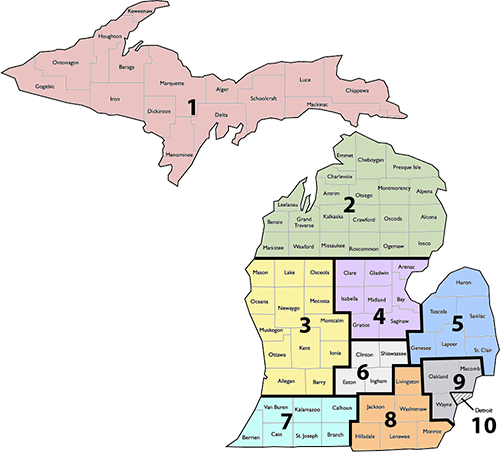 Keweenaw
Houghton
Ontonagon
Baraga
Gogebic
Marquette
Luce
Alger
Chippewa
Iron
Schoolcraft
Mackinac
Dickinson
1
Delta
Menominee
Emmet
Cheboygan
Presque Isle
Charlevoix
Antrim
Otsego
Montmorency
Alpena
Leelanau
2
Benzie
Grand
Traverse
Kalkaska
Crawford
Oscoda
Alcona
Manistee
Wexford
Missaukee
Roscommon
Ogemaw
Iosco
Mason
Lake
Osceola
Clare
Gladwin
Arenac
Oceana
Newaygo
Mecosta
Isabella
Midland
Bay
4
Huron
Muskegon
3
Montcalm
Gratiot
Saginaw
Tuscola
Sanilac
5
Ottawa
Kent
Ionia
Clinton
Shiawassee
Genesee
Lapeer
St. Clair
6
Allegan
Barry
Eaton
Ingham
Livingston
Oakland
Macomb
9
Van Buren
Kalamazoo
Calhoun
Jackson
Washtenaw
Wayne
Detroit
10
7
8
Berrien
Cass
St. Joseph
Branch
Hillsdale
Lenawee
Monroe